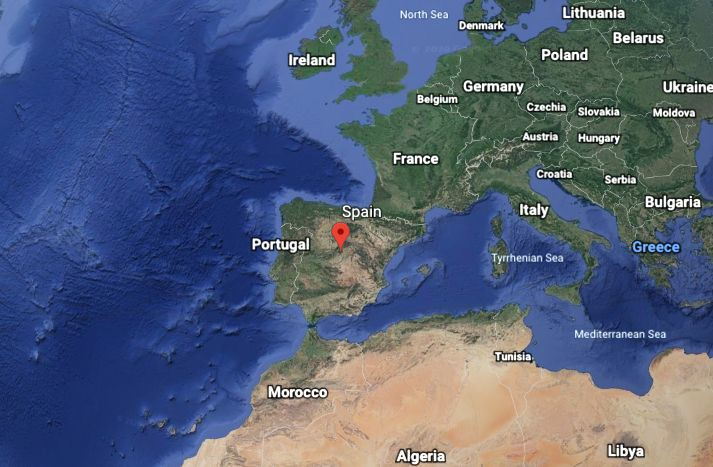 North Sea
Denmark
Lithuania
Belarus
Ireland
Poland
Germany
Ukraine
Belgium
Czechia
Slovakia
Moldova
Austria
Hungary
France
Croatia
Serbia
Bulgaria
Spain
Italy
Portugal
Greece
Tyrrhenian Sea
Mediterranean Sea
Tunisia
Morocco
Algeria
Libya